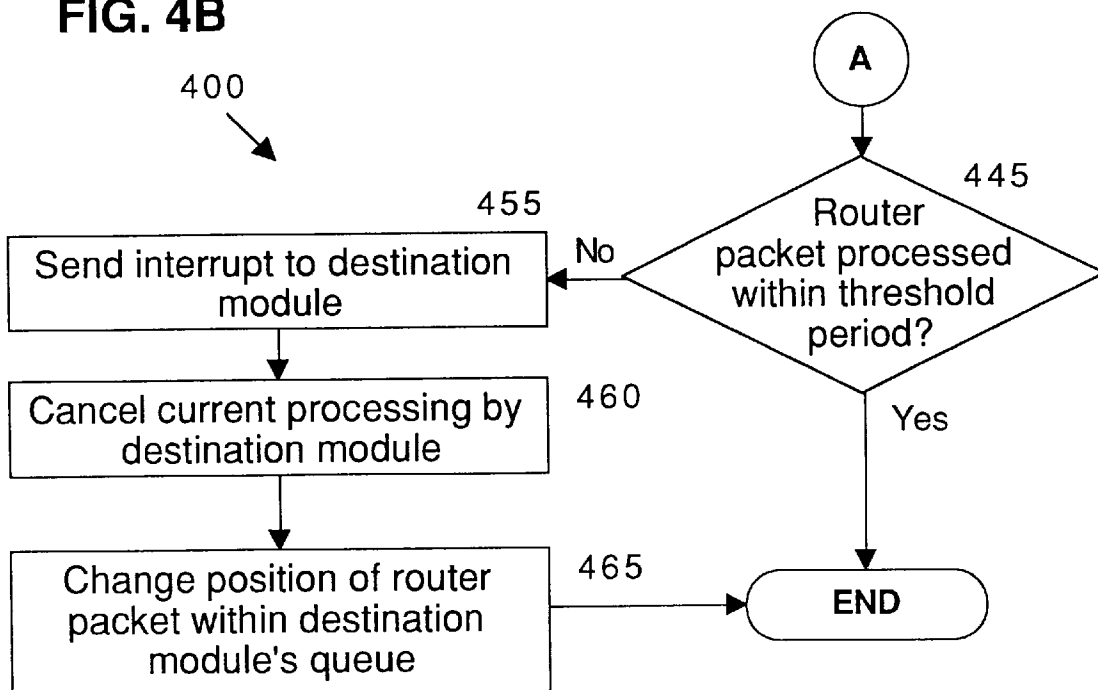 FIG. 4B
400
A
445
Router
packet processed
within threshold
period?
No
455
Send interrupt to destination
module
460
Cancel current processing by
destination module
Yes
465
Change position of router
packet within destination
module's queue
END